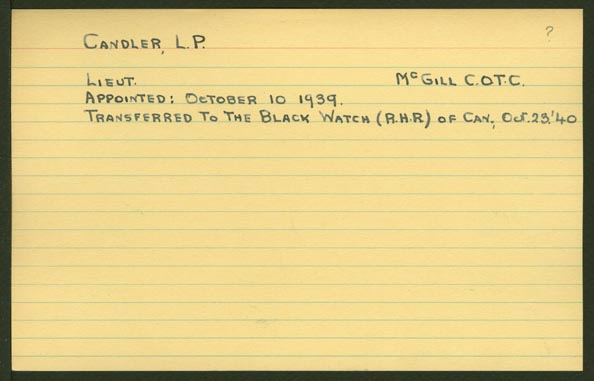 ?
CANDLER, L.P.
LIEUT. McGILL C.O.T.C.
APPOINTED: OCTOBER 10 1939.
TRANSFERRED TO THE BLACK WATCH (R.H.R) OF CAN, OCT. 23.'40